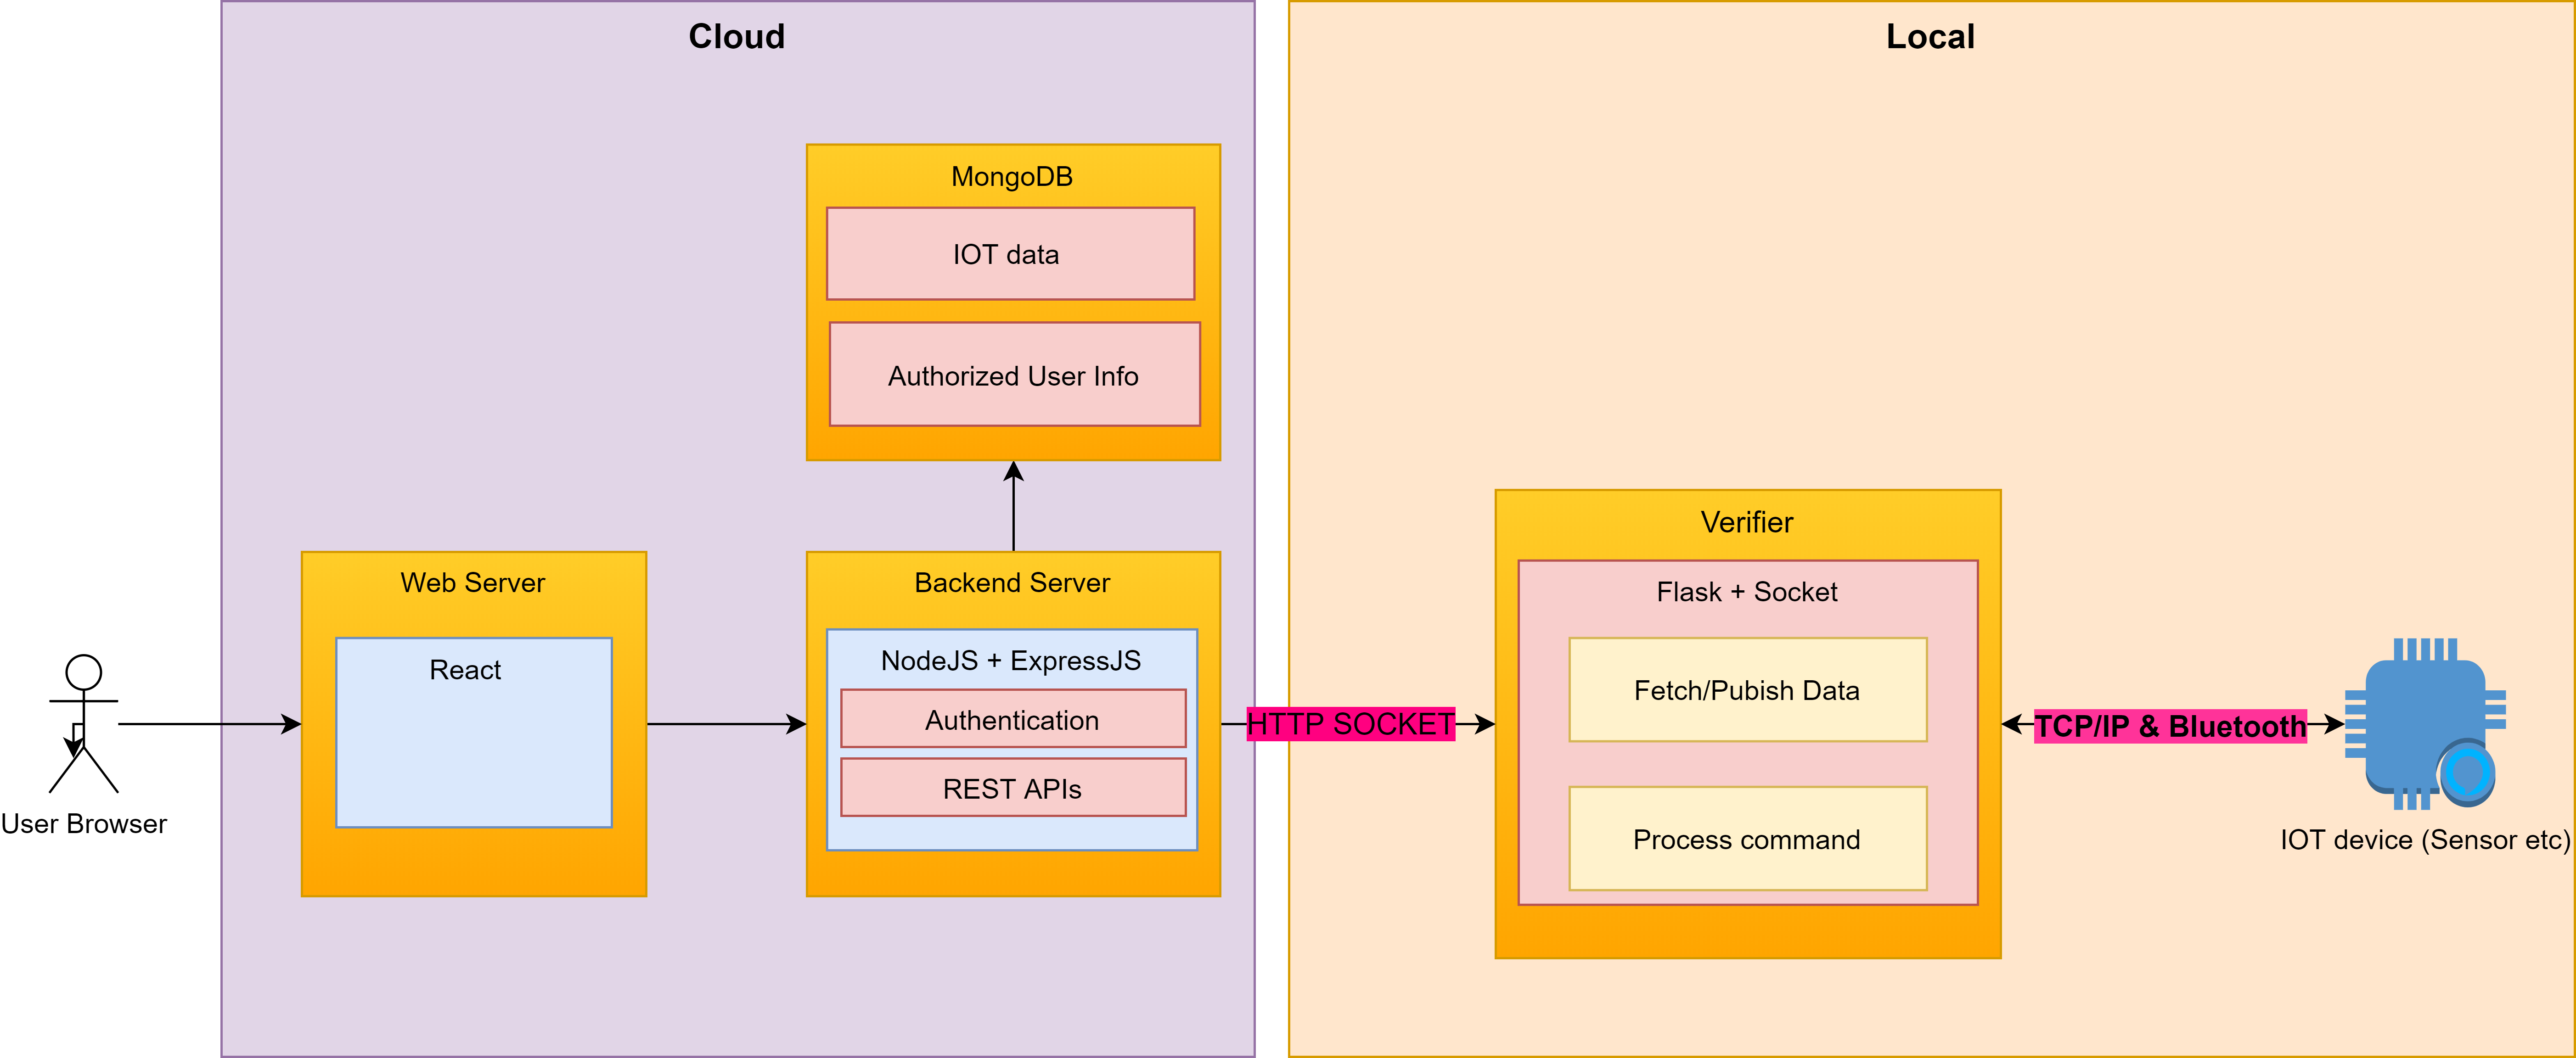 Cloud
MongoDB
IOT data
Authorized User Info
Web Server
React
Backend Server
NodeJS + ExpressJS
Authentication
REST APIs
User Browser
HTTP SOCKET
Local
Verifier
Flask + Socket
Fetch/Pubish Data
Process command
TCP/IP & Bluetooth
IOT device (Sensor etc)